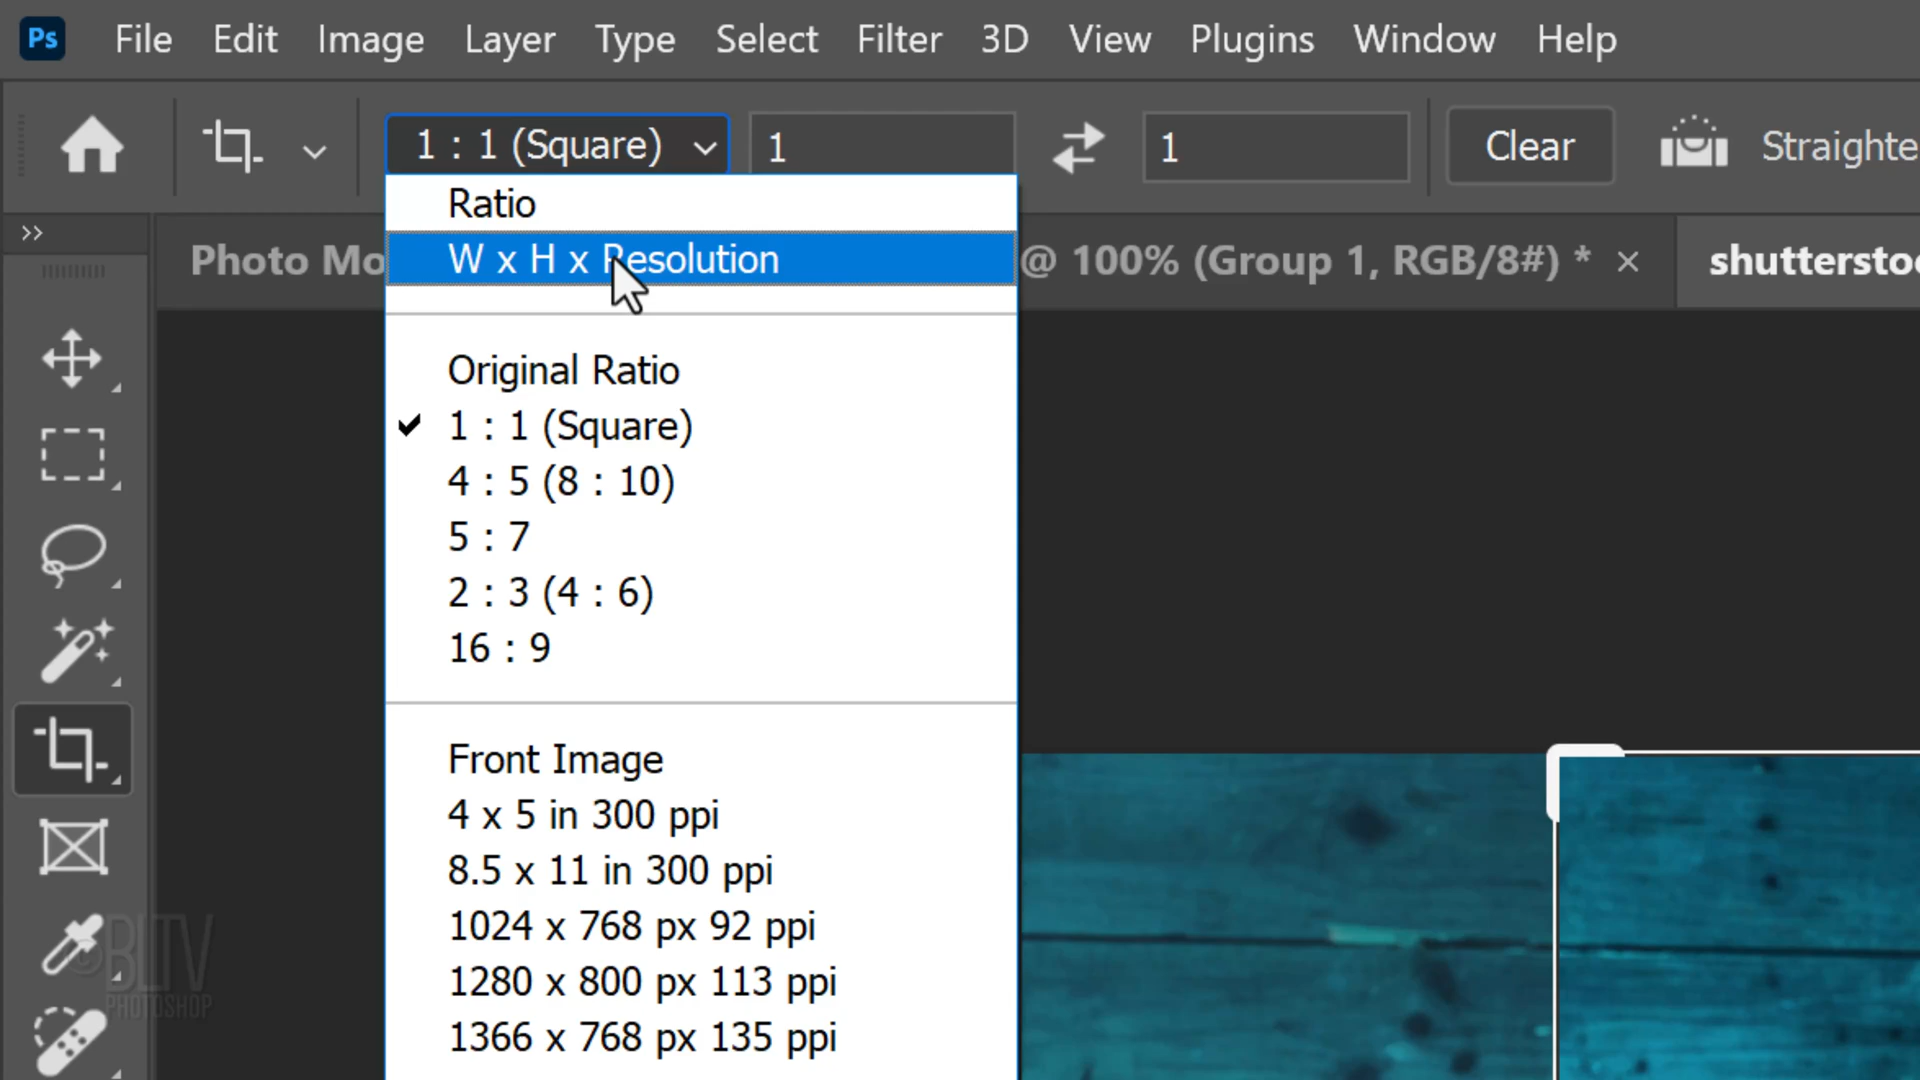 Ps File Edit Image Layer Type Select Filter 3D View Plugins Window Help
1 : 1 (Square) 1 1 Clear Straighte
Ratio
Photo Mo W x H x Resolution @ 100% (Group 1, RGB/8#) * × shuttersto
Original Ratio
1 : 1 (Square)
4 : 5 (8 : 10)
5 : 7
2 : 3 (4 : 6)
16 : 9
Front Image
4 x 5 in 300 ppi
8.5 x 11 in 300 ppi
1024 x 768 px 92 ppi
1280 x 800 px 113 ppi
1366 x 768 px 135 ppi
© BLTV
PHOTOSHOP